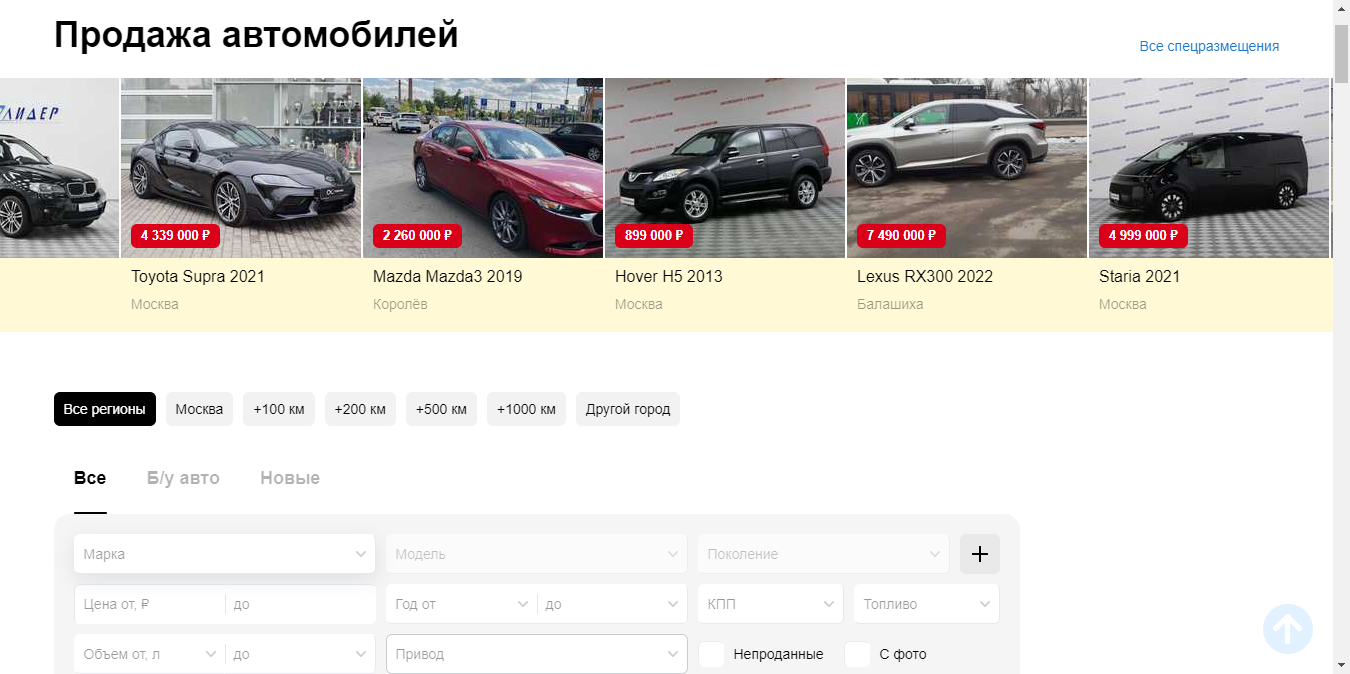 Продажа автомобилей
Все спецразмещения
ЛИДЕР
4 339 000 ₽
2 260 000 ₽
899 000 ₽
7 490 000 ₽
4 999 000 ₽
Toyota Supra 2021
Mazda Mazda3 2019
Hover H5 2013
Lexus RX300 2022
Staria 2021
Москва
Королёв
Москва
Балашиха
Москва
Все регионы
Москва
+100 км
+200 км
+500 км
+1000 км
Другой город
Все
Б/у авто
Новые
Марка
Модель
Поколение
Цена от, ₽
до
Год от
до
КПП
Топливо
Объем от, л
до
Привод
Непроданные
С фото